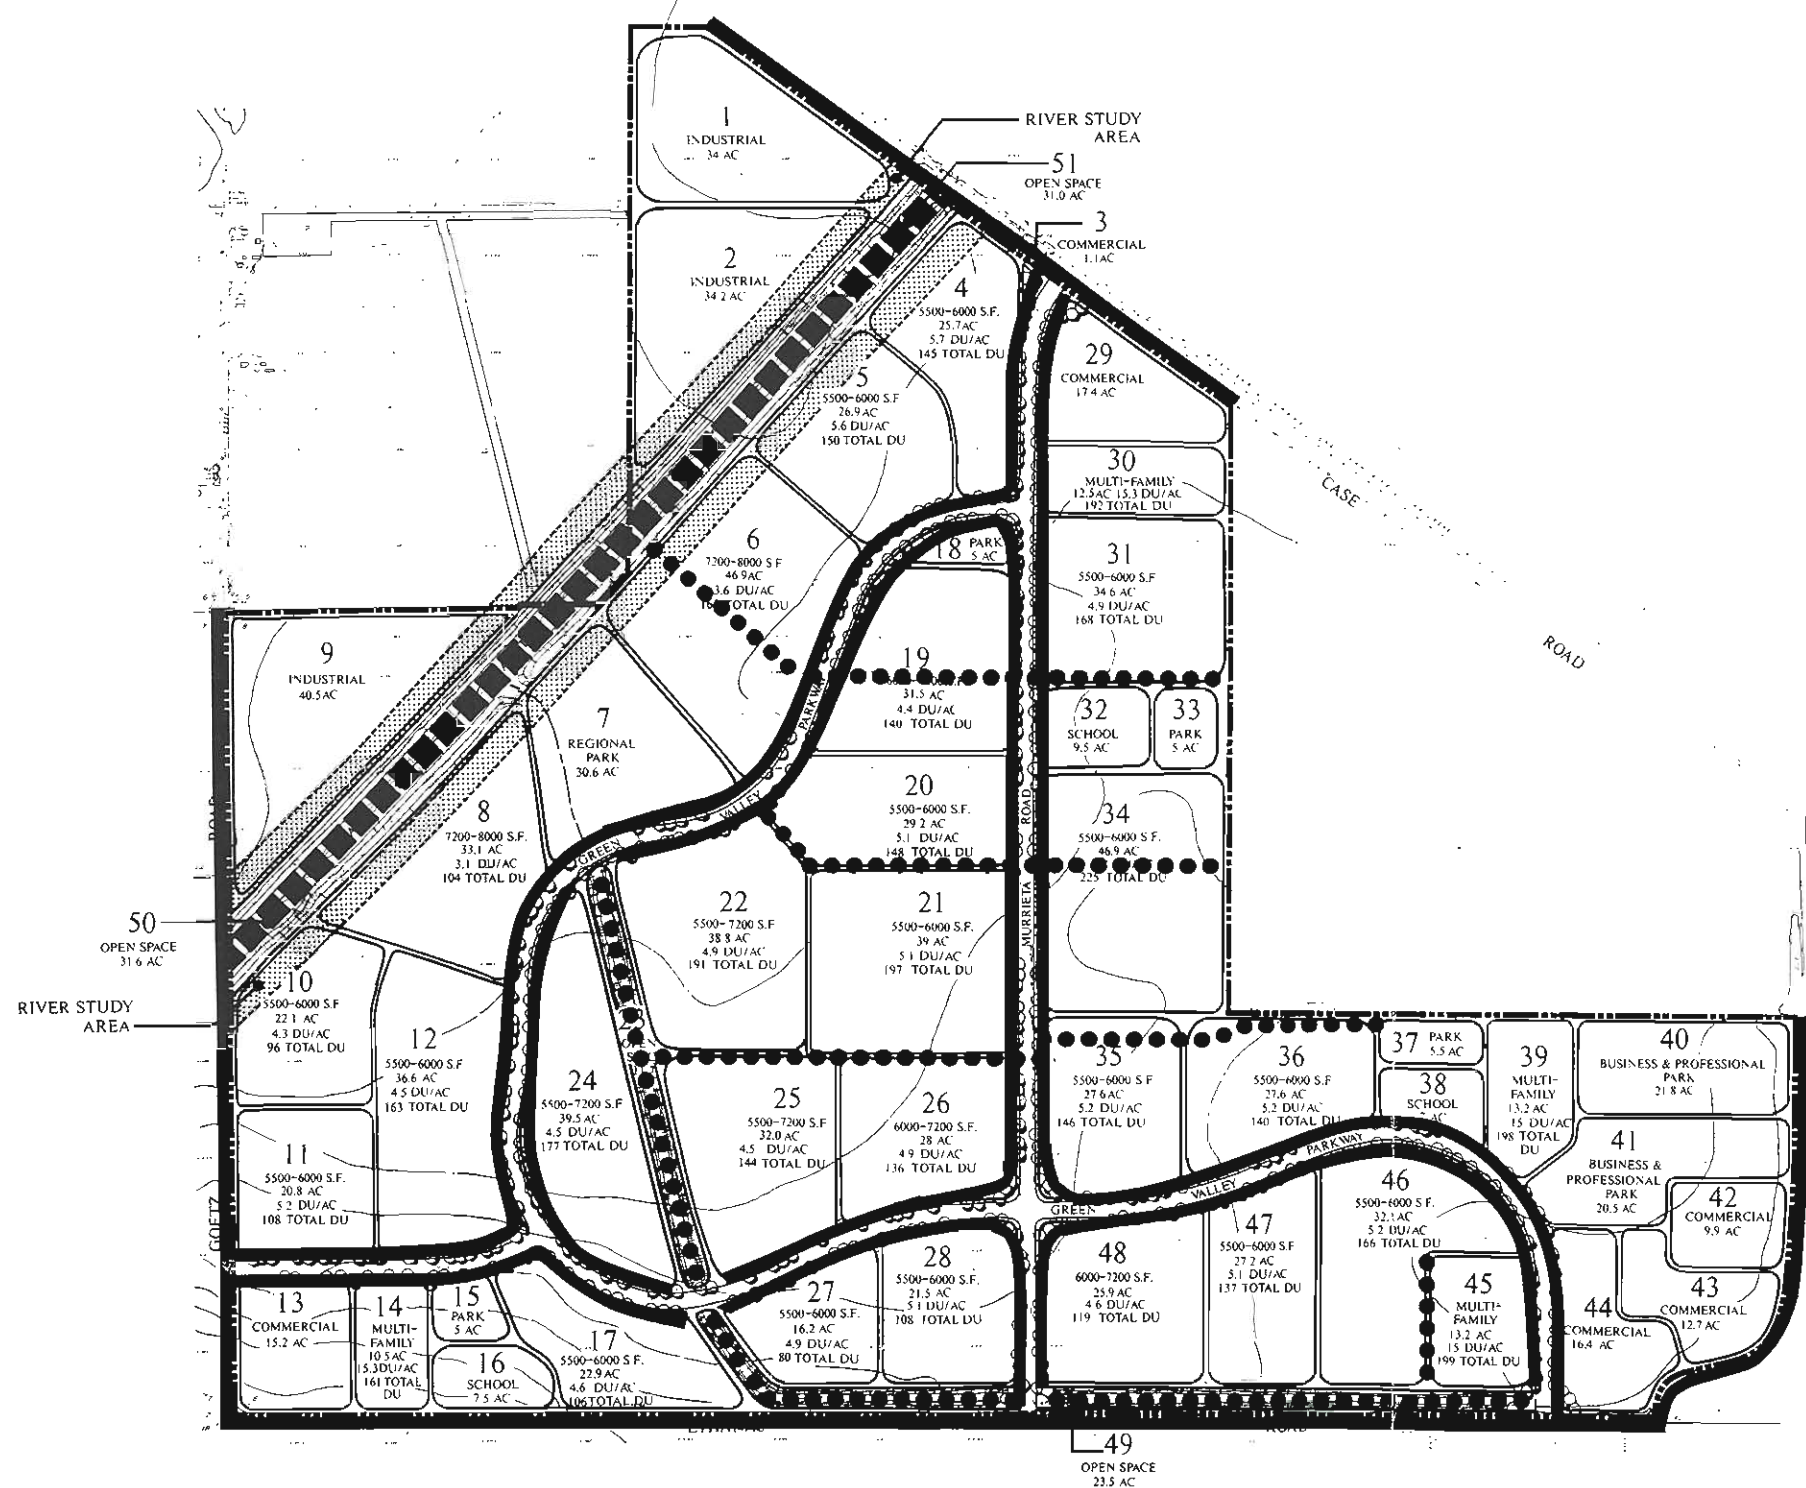 1
INDUSTRIAL
34 AC
RIVER STUDY
AREA
51
OPEN SPACE
31.0 AC
3
COMMERCIAL
1.1AC
2
INDUSTRIAL
34.2 AC
4
5500-6000 S.F.
25.7AC
5.7 DU/AC
145 TOTAL DU
5
5500-6000 S.F
26.9AC
5.6 DU/AC
150 TOTAL DU
29
COMMERCIAL
17.4 AC
30
MULTI-FAMILY
12.5AC 15.3 DU/AC
192 TOTAL DU
CASE
ROAD
6
7200-8000 S.F
46.9AC
3.6 DU/AC
TOTAL DU
18 PARK
5 AC
31
5500-6000 S.F
34.6 AC
4.9 DU/AC
168 TOTAL DU
9
INDUSTRIAL
40.5AC
19
31.5 AC
4.4 DU/AC
140 TOTAL DU
32
SCHOOL
9.5 AC
33
PARK
5 AC
7
REGIONAL
PARK
30.6 AC
PARKWAY
VALLEY
GREEN
8
7200-8000 S.F.
33.1 AC
3.1 DU/AC
104 TOTAL DU
20
5500-6000 S.F.
29.2 AC
5.1 DU/AC
148 TOTAL DU
MURRIETA ROAD
34
5500-6000 S.F.
46.9 AC
225 TOTAL DU
ROAD
50
OPEN SPACE
31.6 AC
22
5500-7200 S.F
38.8 AC
4.9 DU/AC
191 TOTAL DU
21
5500-6000 S.F.
39 AC
5.1 DU/AC
197 TOTAL DU
RIVER STUDY
AREA
10
5500-6000 S.F
22.1 AC
4.3 DU/AC
96 TOTAL DU
12
5500-6000 S.F
36.6 AC
4.5 DU/AC
163 TOTAL DU
24
5500-7200 S.F
39.5 AC
4.5 DU/AC
177 TOTAL DU
25
5500-7200 S.F
32.0 AC
4.5 DU/AC
144 TOTAL DU
26
6000-7200 S.F
28 AC
4.9 DU/AC
136 TOTAL DU
35
5500-6000 S.F
27.6AC
5.2 DU/AC
146 TOTAL DU
36
5500-6000 S.F
27.6 AC
5.2 DU/AC
140 TOTAL DU
37 PARK
5.5 AC
38
SCHOOL
39
MULTI-
FAMILY
13.2 AC
15 DU/AC
198 TOTAL
DU
40
BUSINESS & PROFESSIONAL
PARK
21.8 AC
41
BUSINESS &
PROFESSIONAL
PARK
20.5 AC
42
COMMERCIAL
9.9 AC
43
COMMERCIAL
12.7 AC
44
COMMERCIAL
16.4 AC
11
5500-6000 S.F.
20.8 AC
5.2 DU/AC
108 TOTAL DU
GOETZ
GREEN VALLEY PARKWAY
46
5500-6000 S.F.
32.1AC
5.2 DU/AC
166 TOTAL DU
45
MULTI-
FAMILY
13.2 AC
15 DU/AC
199 TOTAL DU
47
5500-6000 S.F
27.2 AC
5.1 DU/AC
137 TOTAL DU
48
6000-7200 S.F.
25.9 AC
4.6 DU/AC
119 TOTAL DU
28
5500-6000 S.F.
21.5 AC
5.1 DU/AC
108 TOTAL DU
27
5500-6000 S.F.
16.2 AC
4.9 DU/AC
80 TOTAL DU
13
COMMERCIAL
15.2 AC
14
MULTI-
FAMILY
10.5 AC
15.3DU/AC
161 TOTAL
DU
15
PARK
5 AC
16
SCHOOL
7.5 AC
17
5500-6000 S.F.
22.9 AC
4.6 DU/AC
106TOTAL DU
ROAD
49
OPEN SPACE
23.5 AC